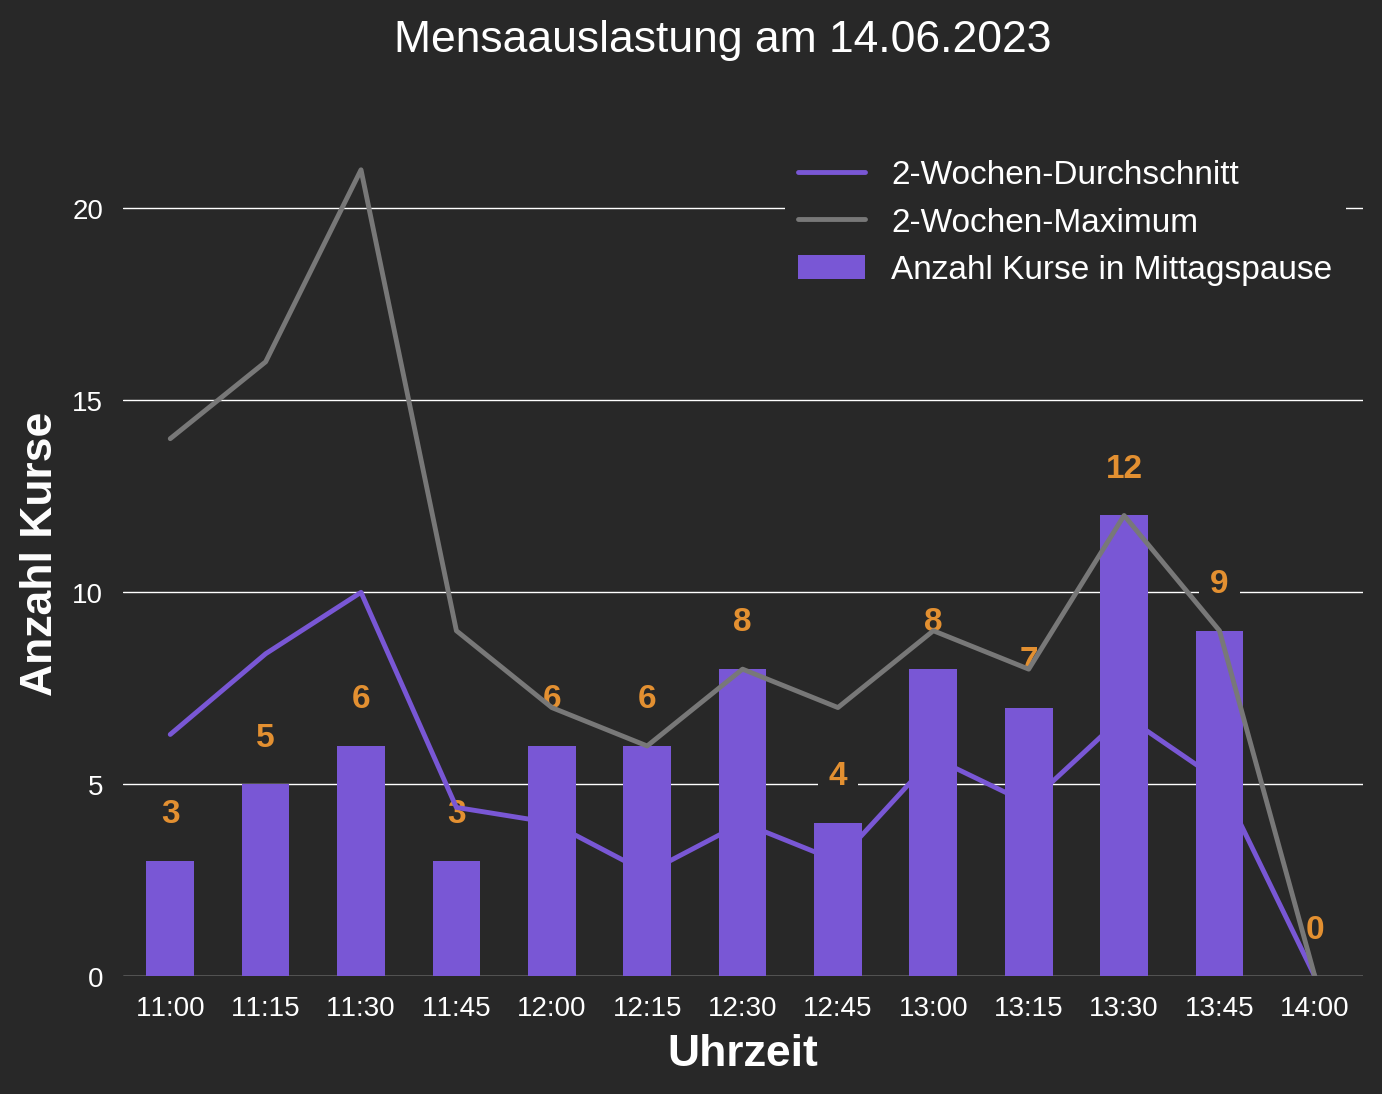 Mensaauslastung am 14.06.2023
2-Wochen-Durchschnitt
2-Wochen-Maximum
Anzahl Kurse in Mittagspause
Anzahl Kurse
20
15
10
5
0
3
5
6
3
6
6
8
4
8
7
12
9
0
11:00 11:15 11:30 11:45 12:00 12:15 12:30 12:45 13:00 13:15 13:30 13:45 14:00
Uhrzeit